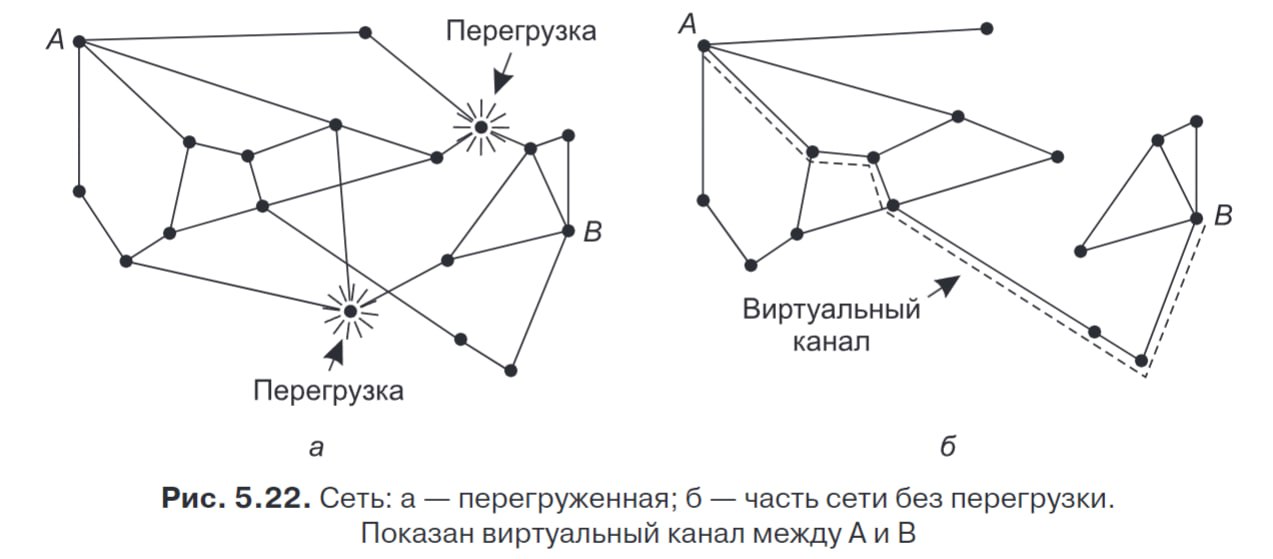 A
Перегрузка
B
Перегрузка
а
A
B
Виртуальный
канал
б
Рис. 5.22. Сеть: а — перегруженная; б — часть сети без перегрузки.
Показан виртуальный канал между А и В